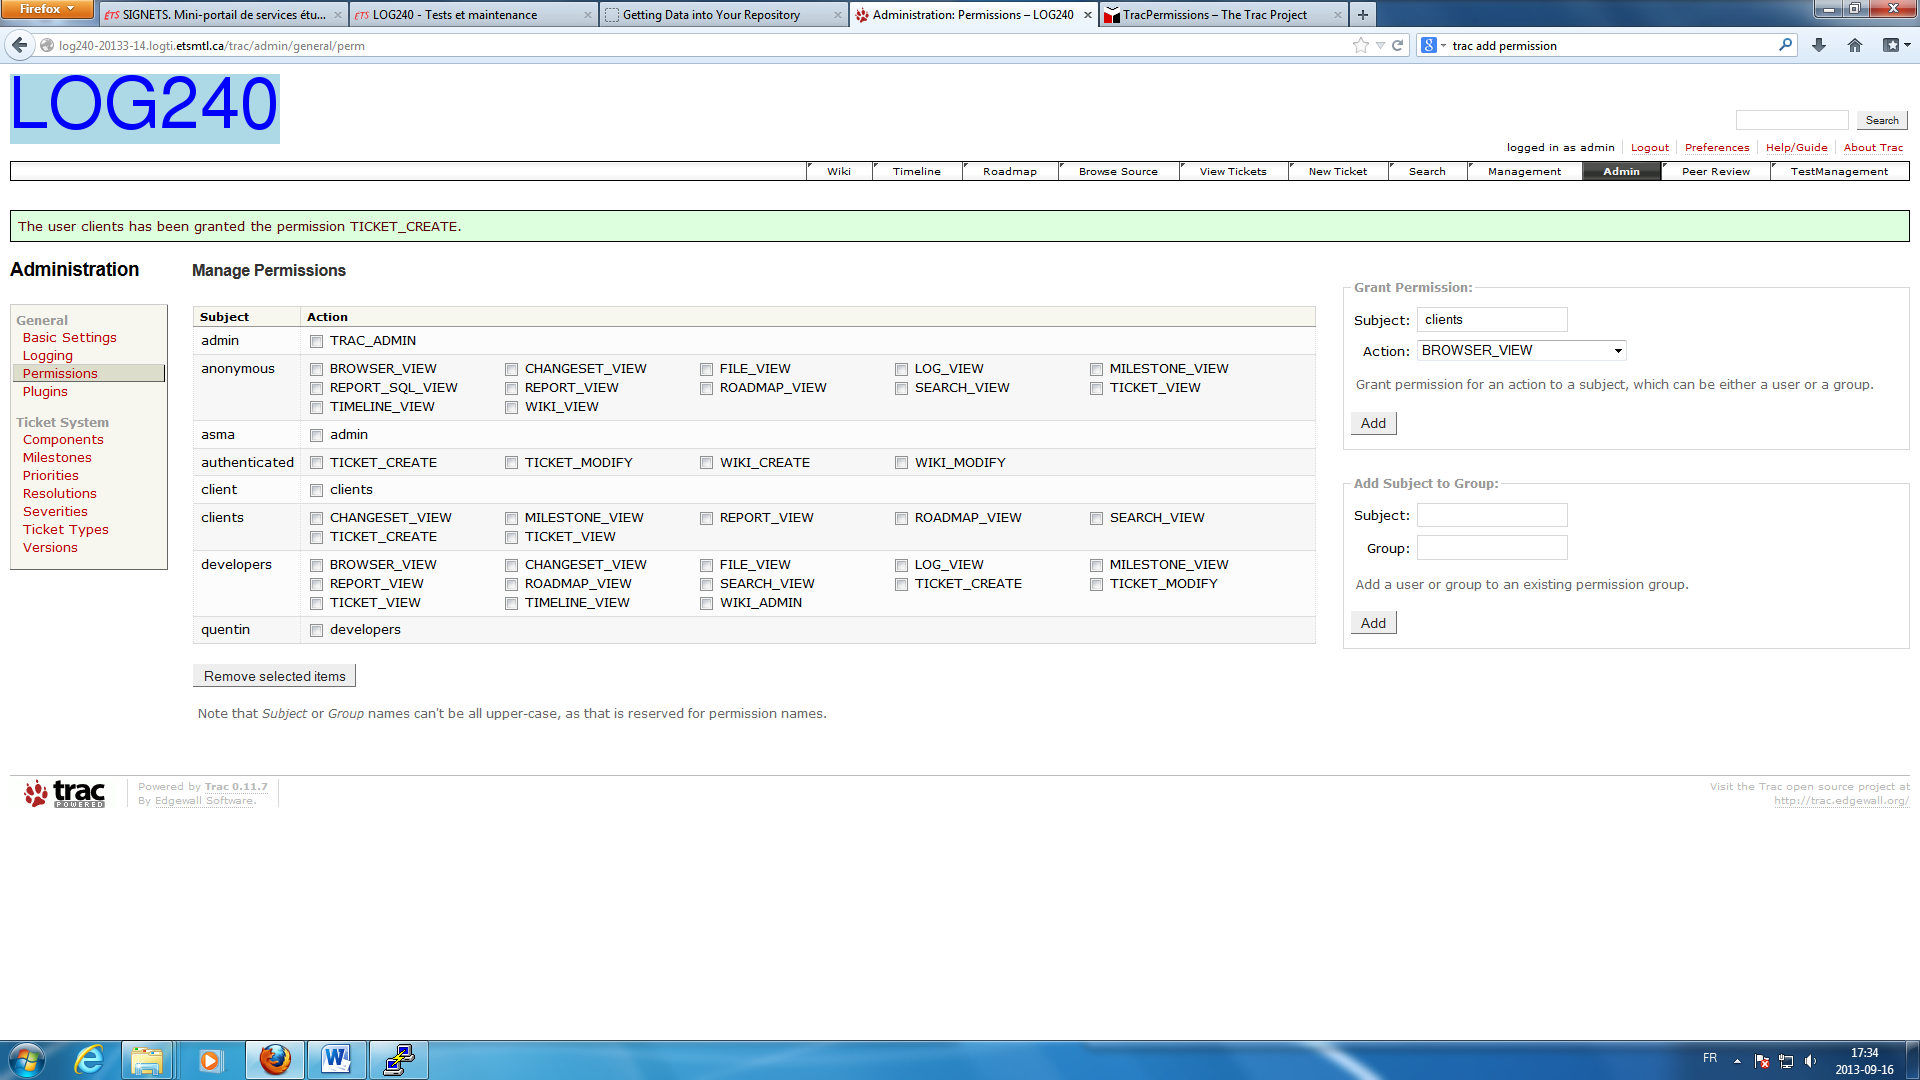 Firefox
ETS SIGNETS. Mini-portail de services étu...
ETS LOG240 - Tests et maintenance
Getting Data into Your Repository
Administration: Permissions – LOG240
TracPermissions – The Trac Project
log240-20133-14.logti.etsmtl.ca/trac/admin/general/perm
trac add permission
LOG240
Search
logged in as admin Logout Preferences Help/Guide About Trac
Wiki Timeline Roadmap Browse Source View Tickets New Ticket Search Management Admin Peer Review TestManagement
The user clients has been granted the permission TICKET_CREATE.
Administration
General
Basic Settings
Logging
Permissions
Plugins
Ticket System
Components
Milestones
Priorities
Resolutions
Severities
Ticket Types
Versions
Manage Permissions
Subject Action
admin TRAC_ADMIN
anonymous BROWSER_VIEW CHANGESET_VIEW FILE_VIEW LOG_VIEW MILESTONE_VIEW
REPORT_SQL_VIEW REPORT_VIEW ROADMAP_VIEW SEARCH_VIEW TICKET_VIEW
TIMELINE_VIEW WIKI_VIEW
asma admin
authenticated TICKET_CREATE TICKET_MODIFY WIKI_CREATE WIKI_MODIFY
client clients
clients CHANGESET_VIEW MILESTONE_VIEW REPORT_VIEW ROADMAP_VIEW SEARCH_VIEW
TICKET_CREATE TICKET_VIEW
developers BROWSER_VIEW CHANGESET_VIEW FILE_VIEW LOG_VIEW MILESTONE_VIEW
REPORT_VIEW ROADMAP_VIEW SEARCH_VIEW TICKET_CREATE TICKET_MODIFY
TICKET_VIEW TIMELINE_VIEW WIKI_ADMIN
quentin developers
Remove selected items
Note that Subject or Group names can't be all upper-case, as that is reserved for permission names.
Grant Permission:
Subject: clients
Action: BROWSER_VIEW
Grant permission for an action to a subject, which can be either a user or a group.
Add
Add Subject to Group:
Subject:
Group:
Add a user or group to an existing permission group.
Add
trac POWERED
Powered by Trac 0.11.7
By Edgewall Software.
Visit the Trac open source project at
http://trac.edgewall.org/
FR
17:34
2013-09-16